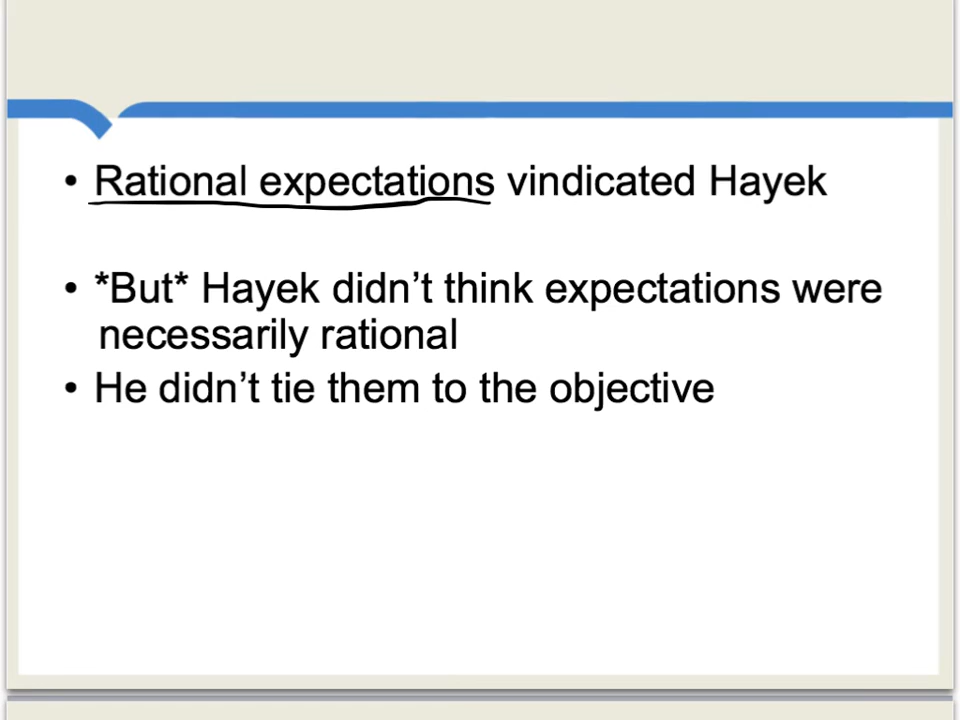 • Rational expectations vindicated Hayek
• *But* Hayek didn’t think expectations were
necessarily rational
• He didn’t tie them to the objective